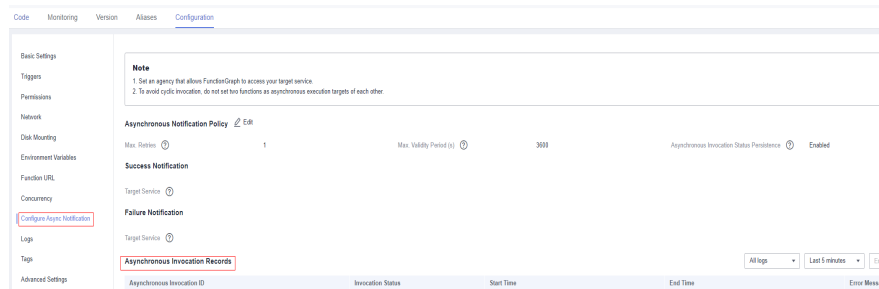 Code Monitoring Version Aliases Configuration
Basic Settings
Triggers
Permissions
Network
Disk Mounting
Environment Variables
Function URL
Concurrency
Configure Async Notification
Logs
Tags
Advanced Settings
Note
1. Set an agency that allows FunctionGraph to access your target service.
2. To avoid cyclic invocation, do not set two functions as asynchronous execution targets of each other.
Asynchronous Notification Policy Edit
Max. Retries ? 1 Max. Validity Period (s) ? 3600 Asynchronous Invocation Status Persistence ? Enabled
Success Notification
Target Service ?
Failure Notification
Target Service ?
Asynchronous Invocation Records All logs Last 5 minutes
Asynchronous Invocation ID Invocation Status Start Time End Time Error Mess